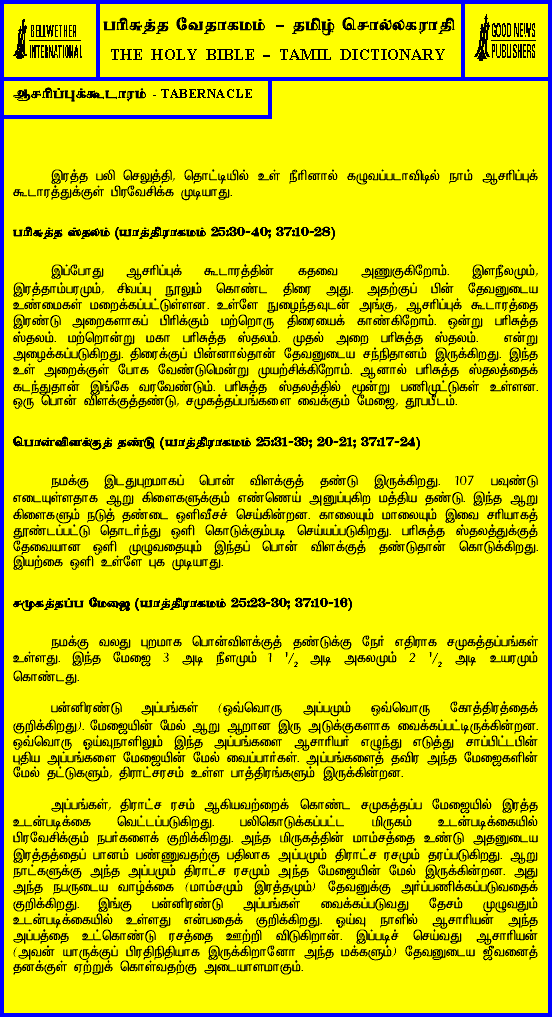 BELLWETHER
INTERNATIONAL
பரிசுத்த வேதாகமம் – தமிழ் சொல்லகராதி
THE HOLY BIBLE – TAMIL DICTIONARY
GOOD NEWS
PUBLISHERS
ஆசரிப்புக்கூடாரம் - TABERNACLE
இரத்த பலி செலுத்தி, தொட்டியில் உள் நீரினால் கழுவப்படாவிடில் நாம் ஆசரிப்புக்
கூடாரத்துக்குள் பிரவேசிக்க முடியாது.
பரிசுத்த ஸ்தலம் (யாத்திராகமம் 25:30-40; 37:10-28)
இப்போது ஆசரிப்புக் கூடாரத்தின் கதவை அணுகுகிறோம். இளநீலமும்,
இரத்தாம்பரமும், சிவப்பு நூலும் கொண்ட திரை அது. அதற்குப் பின் தேவனுடைய
உண்மைகள் மறைக்கப்பட்டுள்ளன. உள்ளே நுழைந்தவுடன் அங்கு, ஆசரிப்புக் கூடாரத்தை
இரண்டு அறைகளாகப் பிரிக்கும் மற்றொரு திரையைக் காண்கிறோம். ஒன்று பரிசுத்த
ஸ்தலம். மற்றொன்று மகா பரிசுத்த ஸ்தலம். முதல் அறை பரிசுத்த ஸ்தலம். என்று
அழைக்கப்படுகிறது. திரைக்குப் பின்னால்தான் தேவனுடைய சந்நிதானம் இருக்கிறது. இந்த
உள் அறைக்குள் போக வேண்டுமென்று முயற்சிக்கிறோம். ஆனால் பரிசுத்த ஸ்தலத்தைக்
கடந்துதான் இங்கே வரவேண்டும். பரிசுத்த ஸ்தலத்தில் மூன்று பணிமுட்டுகள் உள்ளன.
ஒரு பொன் விளக்குத்தண்டு, சமுகத்தப்பங்களை வைக்கும் மேஜை, தூபபீடம்.
பொன்விளக்குத் தண்டு (யாத்திராகமம் 25:31-39; 20-21; 37:17-24)
நமக்கு இடதுபுறமாகப் பொன் விளக்குத் தண்டு இருக்கிறது. 107 பவுண்டு
எடையுள்ளதாக ஆறு கிளைகளுக்கும் எண்ணெய் அனுப்புகிற மத்திய தண்டு. இந்த ஆறு
கிளைகளும் நடுத் தண்டை ஒளிவீசச் செய்கின்றன. காலையும் மாலையும் இவை சரியாகத்
தூண்டப்பட்டு தொடர்ந்து ஒளி கொடுக்கும்படி செய்யப்படுகிறது. பரிசுத்த ஸ்தலத்துக்குத்
தேவையான ஒளி முழுவதையும் இந்தப் பொன் விளக்குத் தண்டுதான் கொடுக்கிறது.
இயற்கை ஒளி உள்ளே புக முடியாது.
சமுகத்தப்ப மேஜை (யாத்திராகமம் 25:23-30; 37:10-16)
நமக்கு வலது புறமாக பொன்விளக்குத் தண்டுக்கு நேர் எதிராக சமுகத்தப்பங்கள்
உள்ளது. இந்த மேஜை 3 அடி நீளமும் 1 1/2 அடி அகலமும் 2 1/2 அடி உயரமும்
கொண்டது.
பன்னிரண்டு அப்பங்கள் (ஒவ்வொரு அப்பமும் ஒவ்வொரு கோத்திரத்தைக்
குறிக்கிறது). மேஜையின் மேல் ஆறு ஆறான இரு அடுக்குகளாக வைக்கப்பட்டிருக்கின்றன.
ஒவ்வொரு ஓய்வுநாளிலும் இந்த அப்பங்களை ஆசாரியர் எழுந்து எடுத்து சாப்பிட்டபின்
புதிய அப்பங்களை மேஜையின் மேல் வைப்பார்கள். அப்பங்களைத் தவிர அந்த மேஜைகளின்
மேல் தட்டுகளும், திராட்சரசம் உள்ள பாத்திரங்களும் இருக்கின்றன.
அப்பங்கள், திராட்ச ரசம் ஆகியவற்றைக் கொண்ட சமுகத்தப்ப மேஜையில் இரத்த
உடன்படிக்கை வெட்டப்படுகிறது. பலிகொடுக்கப்பட்ட மிருகம் உடன்படிக்கையில்
பிரவேசிக்கும் நபர்களைக் குறிக்கிறது. அந்த மிருகத்தின் மாம்சத்தை உண்டு அதனுடைய
இரத்தத்தைப் பானம் பண்ணுவதற்கு பதிலாக அப்பமும் திராட்ச ரசமும் தரப்படுகிறது. ஆறு
நாட்களுக்கு அந்த அப்பமும் திராட்ச ரசமும் அந்த மேஜையின் மேல் இருக்கின்றன. அது
அந்த நபருடைய வாழ்க்கை (மாம்சமும் இரத்தமும்) தேவனுக்கு அர்ப்பணிக்கப்படுவதைக்
குறிக்கிறது. இங்கு பன்னிரண்டு அப்பங்கள் வைக்கப்படுவது தேசம் முழுவதும்
உடன்படிக்கையில் உள்ளது என்பதைக் குறிக்கிறது. ஓய்வு நாளில் ஆசாரியன் அந்த
அப்பத்தை உட்கொண்டு ரசத்தை ஊற்றி விடுகிறான். இப்படிச் செய்வது ஆசாரியன்
(அவன் யாருக்குப் பிரதிநிதியாக இருக்கிறானோ அந்த மக்களும்) தேவனுடைய ஜீவனைத்
தனக்குள் ஏற்றுக் கொள்வதற்கு அடையாளமாகும்.